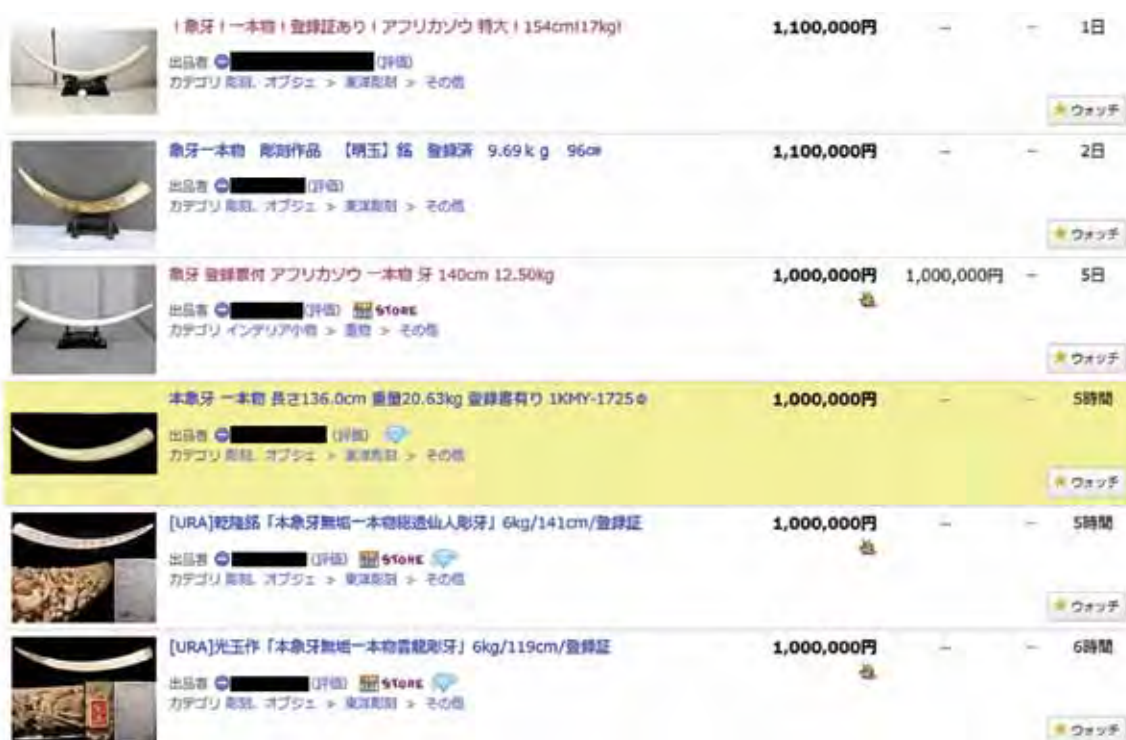 ！象牙！一本物！登録証あり！アフリカゾウ 特大！154cm!17kg! 1,100,000円 -- -- 1日
出品者 (評価)
カテゴリ 彫刻、オブジェ > 東洋彫刻 > その他
ウォッチ
象牙一本物 彫刻作品 【明玉】銘 登録済 9.69ｋｇ 96㎝ 1,100,000円 -- -- 2日
出品者 (評価)
カテゴリ 彫刻、オブジェ > 東洋彫刻 > その他
ウォッチ
象牙 登録票付 アフリカゾウ 一本物 牙 140cm 12.50kg 1,000,000円 1,000,000円 -- 5日
出品者 (評価) STORE
カテゴリ インテリア小物 > 置物 > その他
ウォッチ
本象牙 一本物 長さ136.0cm 重量20.63kg 登録書有り 1KMY-1725 1,000,000円 -- -- 5時間
出品者 (評価)
カテゴリ 彫刻、オブジェ > 東洋彫刻 > その他
ウォッチ
[URA]乾隆銘「本象牙無垢一本物総透仙人彫牙」6kg/141cm/登録証 1,000,000円 -- -- 5時間
出品者 (評価) STORE
カテゴリ 彫刻、オブジェ > 東洋彫刻 > その他
ウォッチ
[URA]光玉作「本象牙無垢一本物雲龍彫牙」6kg/119cm/登録証 1,000,000円 -- -- 6時間
出品者 (評価) STORE
カテゴリ 彫刻、オブジェ > 東洋彫刻 > その他
ウォッチ